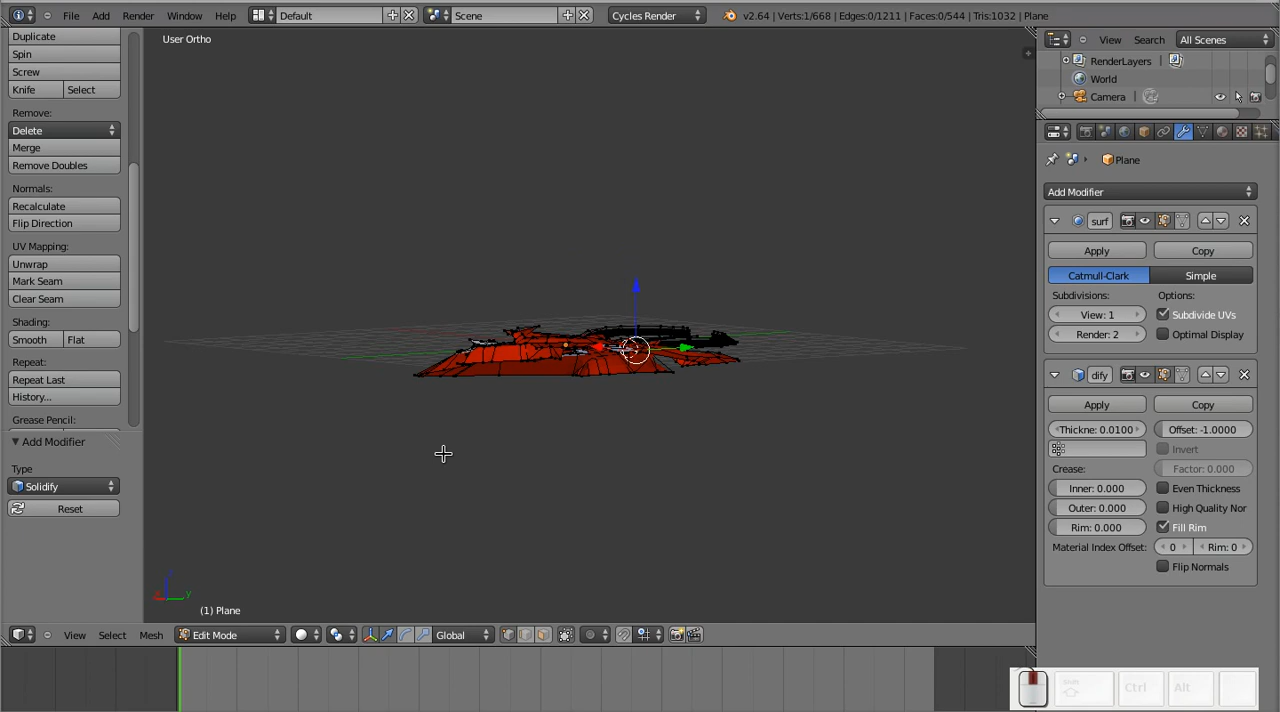 File Add Render Window Help Default Scene Cycles Render v2.64 | Verts:1/668 | Edges:0/1211 | Faces:0/544 | Tris:1032 | Plane
Duplicate
Spin
Screw
Knife Select
Remove:
Delete
Merge
Remove Doubles
Normals:
Recalculate
Flip Direction
UV Mapping:
Unwrap
Mark Seam
Clear Seam
Shading:
Smooth Flat
Repeat:
Repeat Last
History...
Grease Pencil:
Add Modifier
Type
Solidify
Reset
User Ortho
z
y
(1) Plane
View Select Mesh Edit Mode Global
View Search All Scenes
RenderLayers |
World
Camera |
Plane
Add Modifier
surf
Apply Copy
Catmull-Clark Simple
Subdivisions: Options:
View: 1 Subdivide UVs
Render: 2 Optimal Display
dify
Apply Copy
Thickne: 0.0100 Offset: -1.0000
Invert
Crease: Factor: 0.000
Inner: 0.000 Even Thickness
Outer: 0.000 High Quality Nor
Rim: 0.000 Fill Rim
Material Index Offset: 0 Rim: 0
Flip Normals
Ctrl Alt